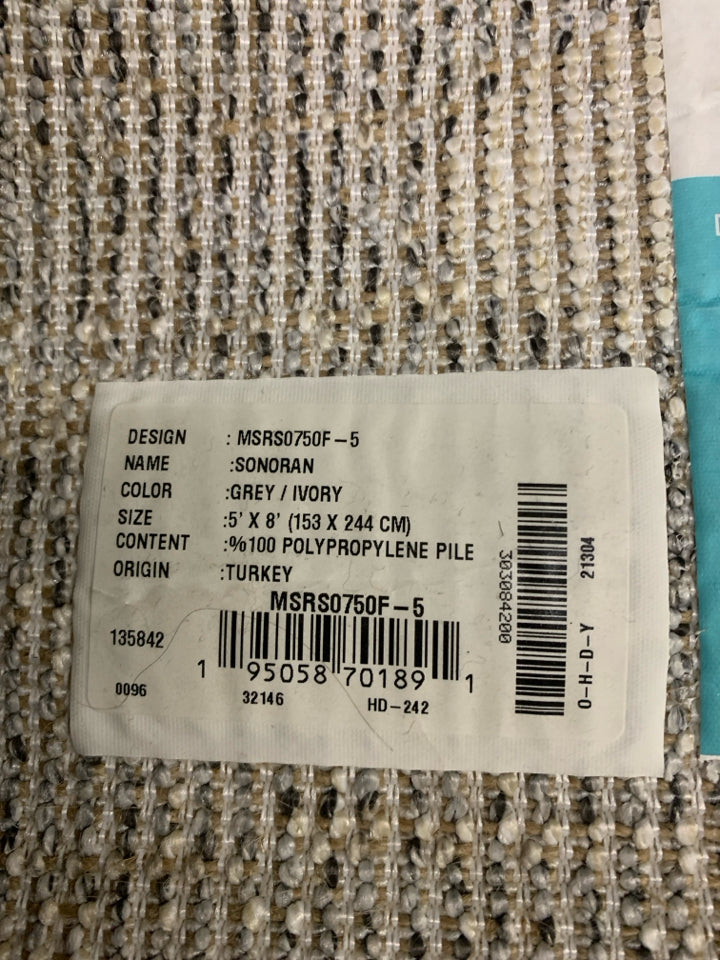 DESIGN : MSRS0750F-5
NAME :SONORAN
COLOR :GREY / IVORY
SIZE :5' X 8' (153 X 244 CM)
CONTENT :%100 POLYPROPYLENE PILE
ORIGIN :TURKEY
MSRS0750F-5
135842
1 95058 70189 1
0096
32146 HD-242
303084200
O-H-D-Y 21304